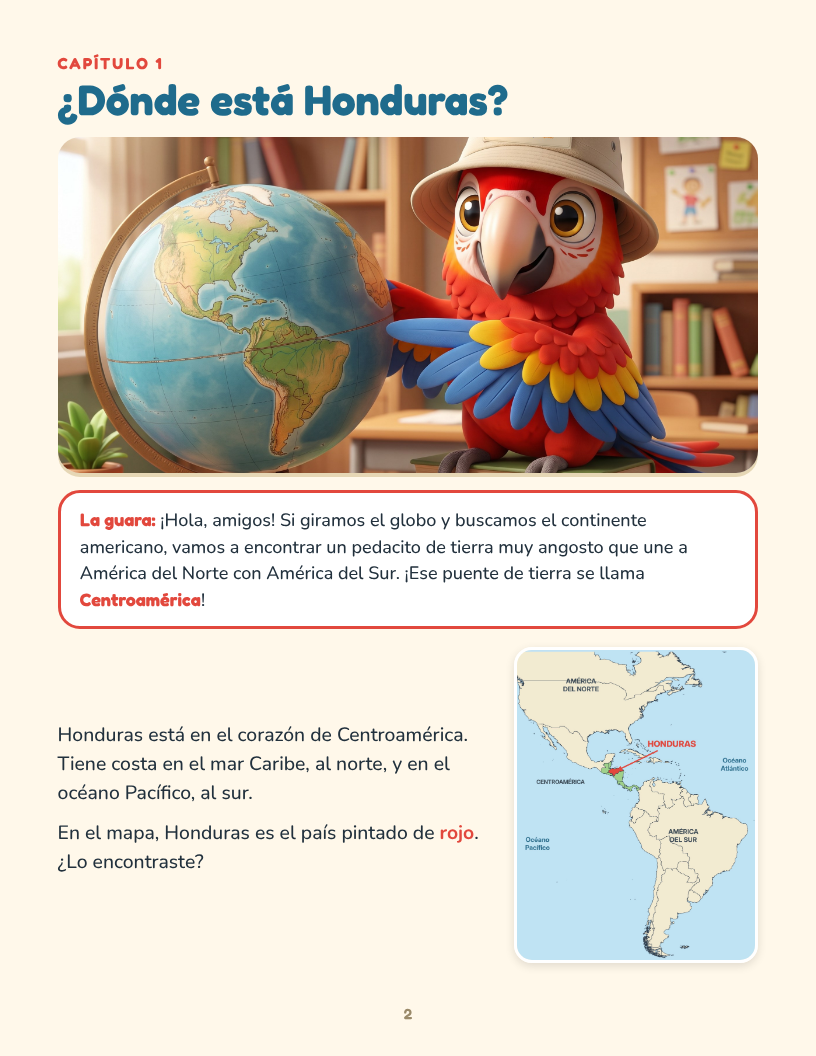 CAPÍTULO 1
¿Dónde está Honduras?
La guara: ¡Hola, amigos! Si giramos el globo y buscamos el continente
americano, vamos a encontrar un pedacito de tierra muy angosto que une a
América del Norte con América del Sur. ¡Ese puente de tierra se llama
Centroamérica!
Honduras está en el corazón de Centroamérica.
Tiene costa en el mar Caribe, al norte, y en el
océano Pacífico, al sur.
En el mapa, Honduras es el país pintado de rojo.
¿Lo encontraste?
AMÉRICA
DEL NORTE
HONDURAS
Océano
Atlántico
CENTROAMÉRICA
AMÉRICA
DEL SUR
Océano
Pacífico
2